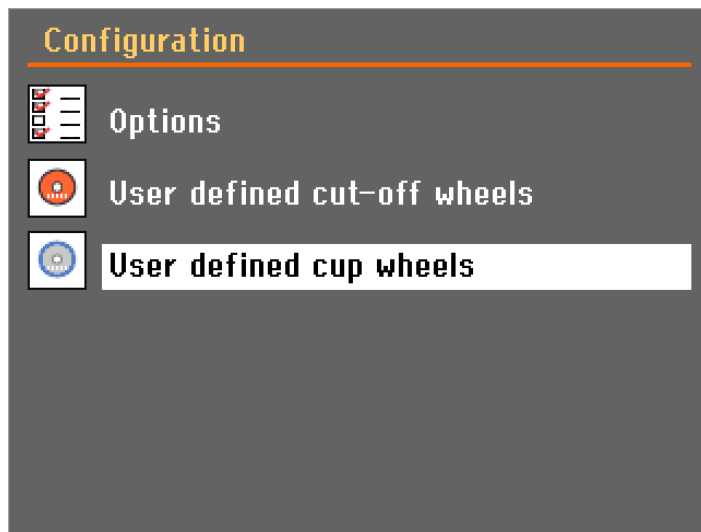 Configuration
Options
User defined cut-off wheels
User defined cup wheels